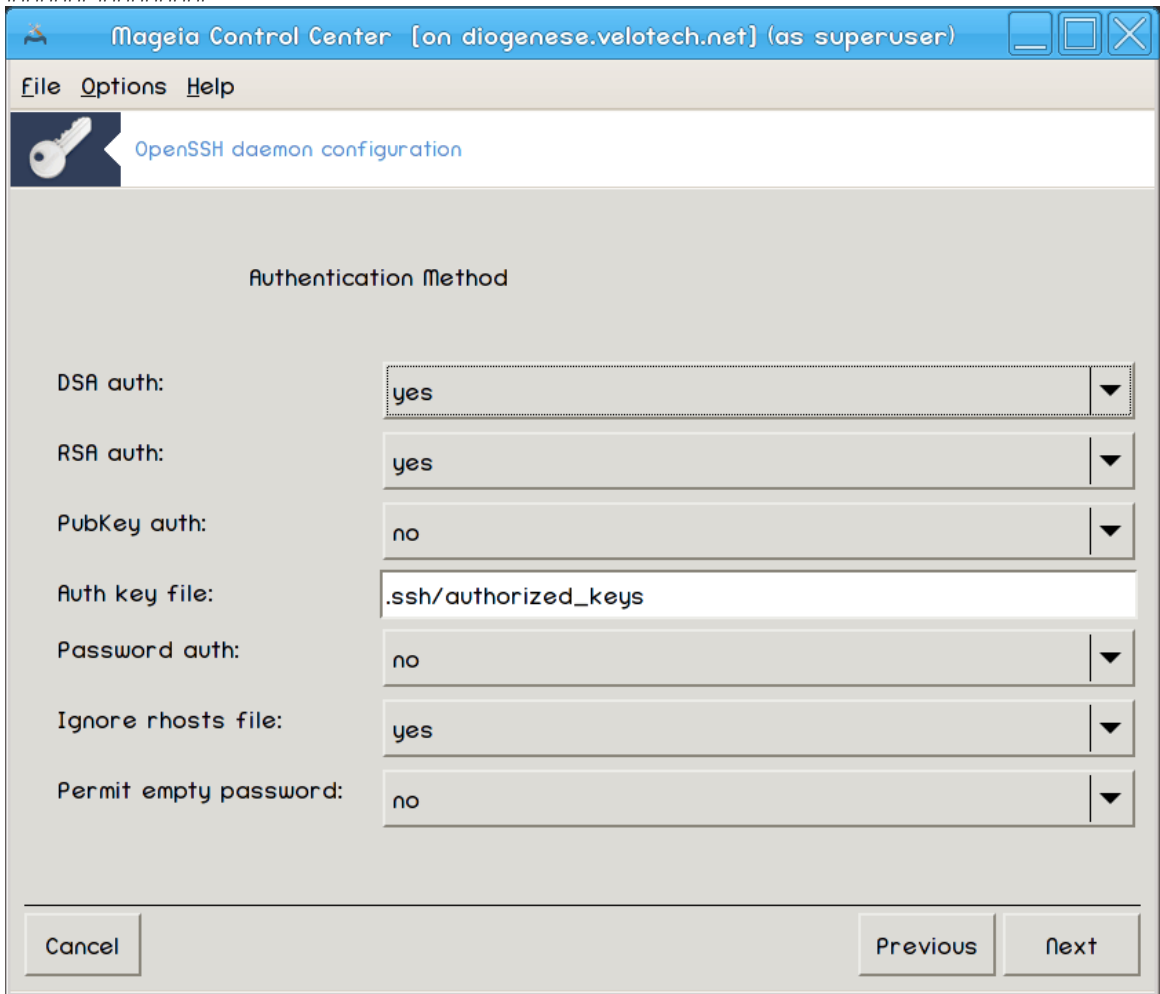 Mageia Control Center [on diogenese.velotech.net] (as superuser)
File Options Help
OpenSSH daemon configuration
Authentication Method
DSA auth: yes
RSA auth: yes
PubKey auth: no
Auth key file: .ssh/authorized_keys
Password auth: no
Ignore rhosts file: yes
Permit empty password: no
Cancel Previous Next